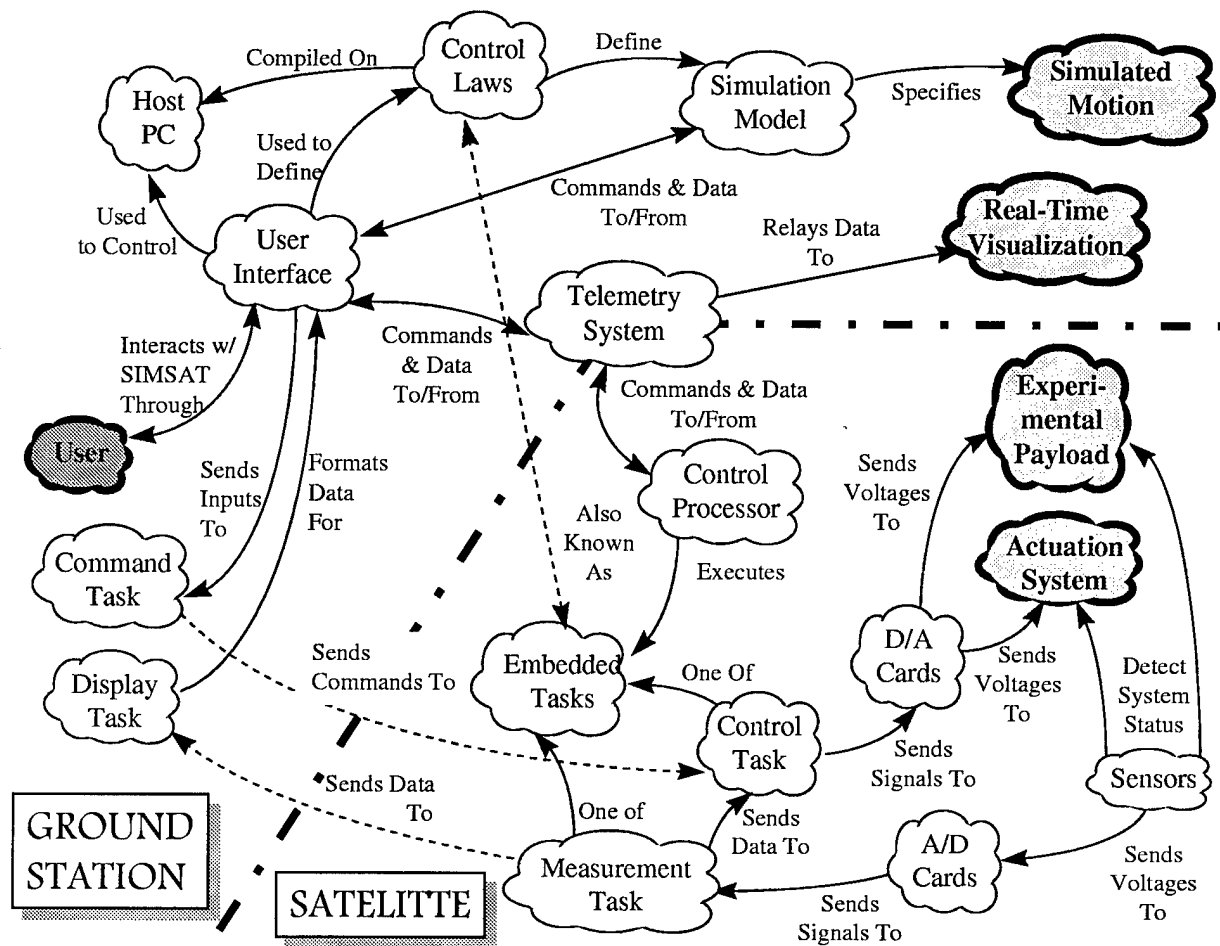 Compiled On
Control
Laws
Define
Simulation
Model
Specifies
Simulated
Motion
Host
PC
Used to
Define
Commands & Data
To/From
Used
to Control
User
Interface
Relays Data
To
Real-Time
Visualization
Telemetry
System
Interacts w/
SIMSAT
Through
Commands
& Data
To/From
Commands & Data
To/From
Experi-
mental
Payload
User
Sends
Inputs
To
Formats
Data
For
Control
Processor
Sends
Voltages
To
Also
Known
As
Executes
Actuation
System
Command
Task
D/A
Cards
Sends
Voltages
To
Detect
System
Status
Sends
Commands To
Embedded
Tasks
One Of
Display
Task
Control
Task
Sends
Signals To
Sensors
Sends Data
To
One of
Sends
Data To
GROUND
STATION
SATELITTE
Measurement
Task
A/D
Cards
Sends
Signals To
Sends
Voltages
To